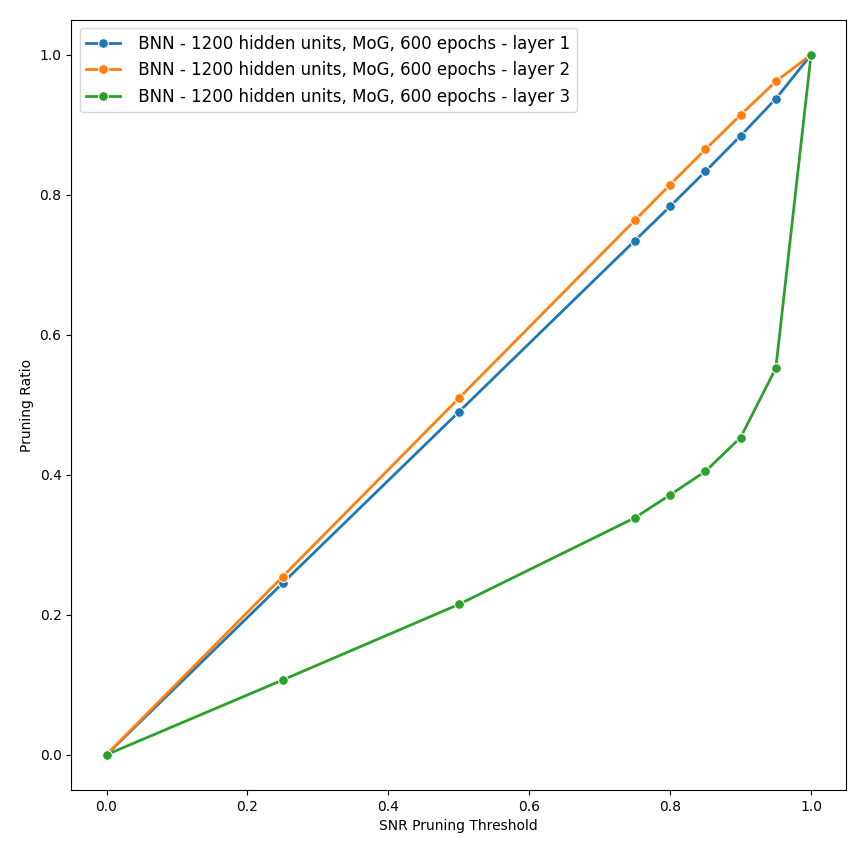 BNN - 1200 hidden units, MoG, 600 epochs - layer 1
BNN - 1200 hidden units, MoG, 600 epochs - layer 2
BNN - 1200 hidden units, MoG, 600 epochs - layer 3
1.0
0.8
0.6
0.4
0.2
0.0
Pruning Ratio
0.0 0.2 0.4 0.6 0.8 1.0
SNR Pruning Threshold